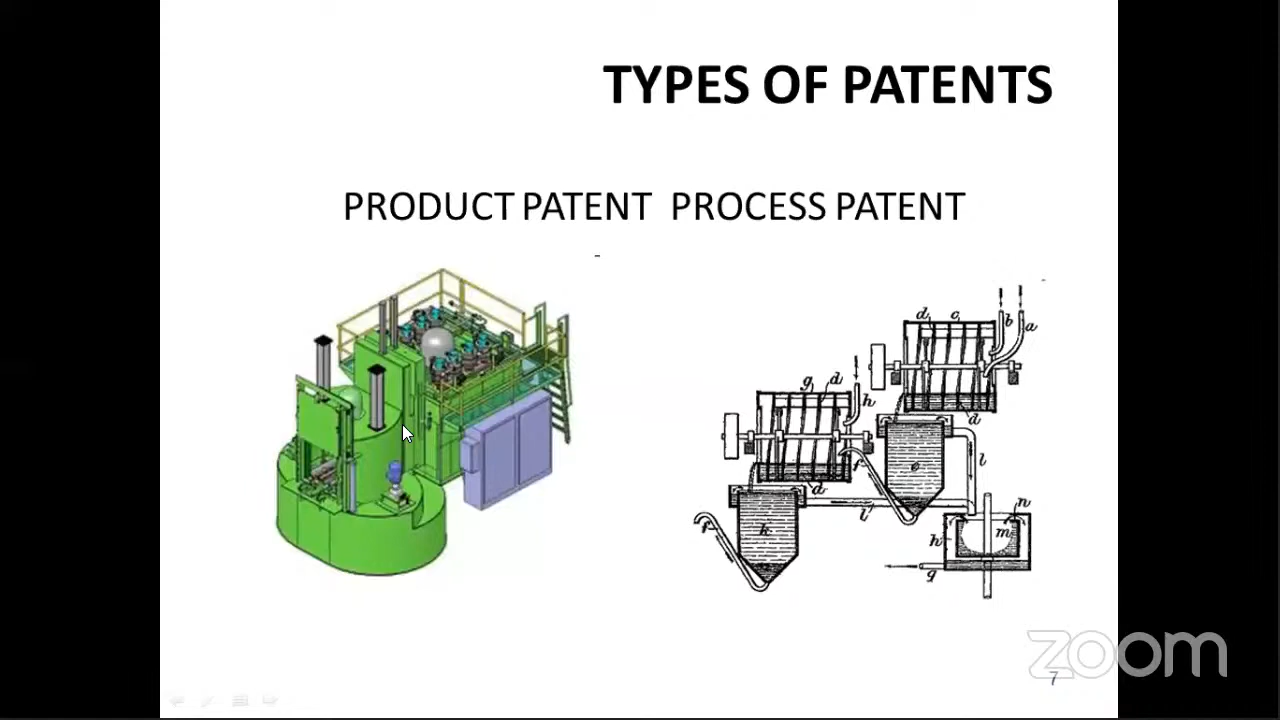 TYPES OF PATENTS
PRODUCT PATENT PROCESS PATENT
-
-
d c b a
g d h
d
f e l
d
l'
f k
n
h m
g
zoom
7